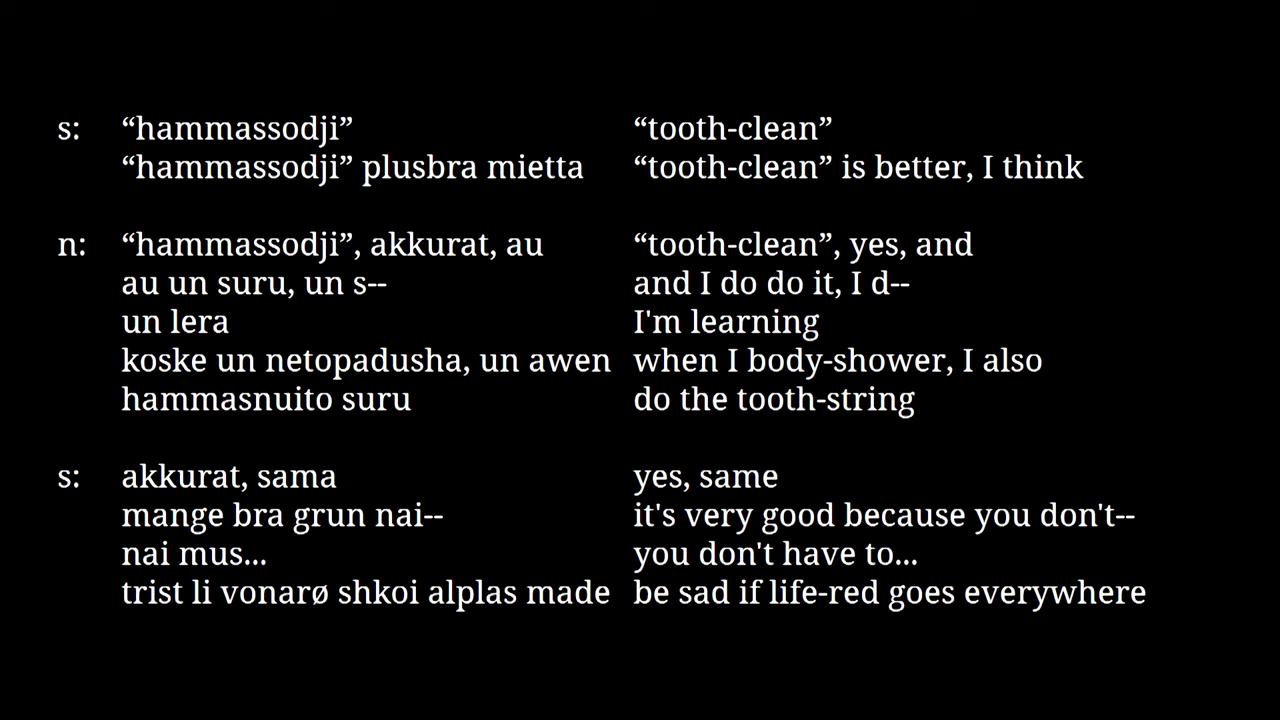 s: “hammassodji” “tooth-clean”
“hammassodji” plusbra mietta “tooth-clean” is better, I think
n: “hammassodji”, akkurat, au “tooth-clean”, yes, and
au un suru, un s-- and I do do it, I d--
un lera I'm learning
koske un netopadusha, un awen when I body-shower, I also
hammasnuito suru do the tooth-string
s: akkurat, sama yes, same
mange bra grun nai-- it's very good because you don't--
nai mus... you don't have to...
trist li vonarø shkoi alplas made be sad if life-red goes everywhere